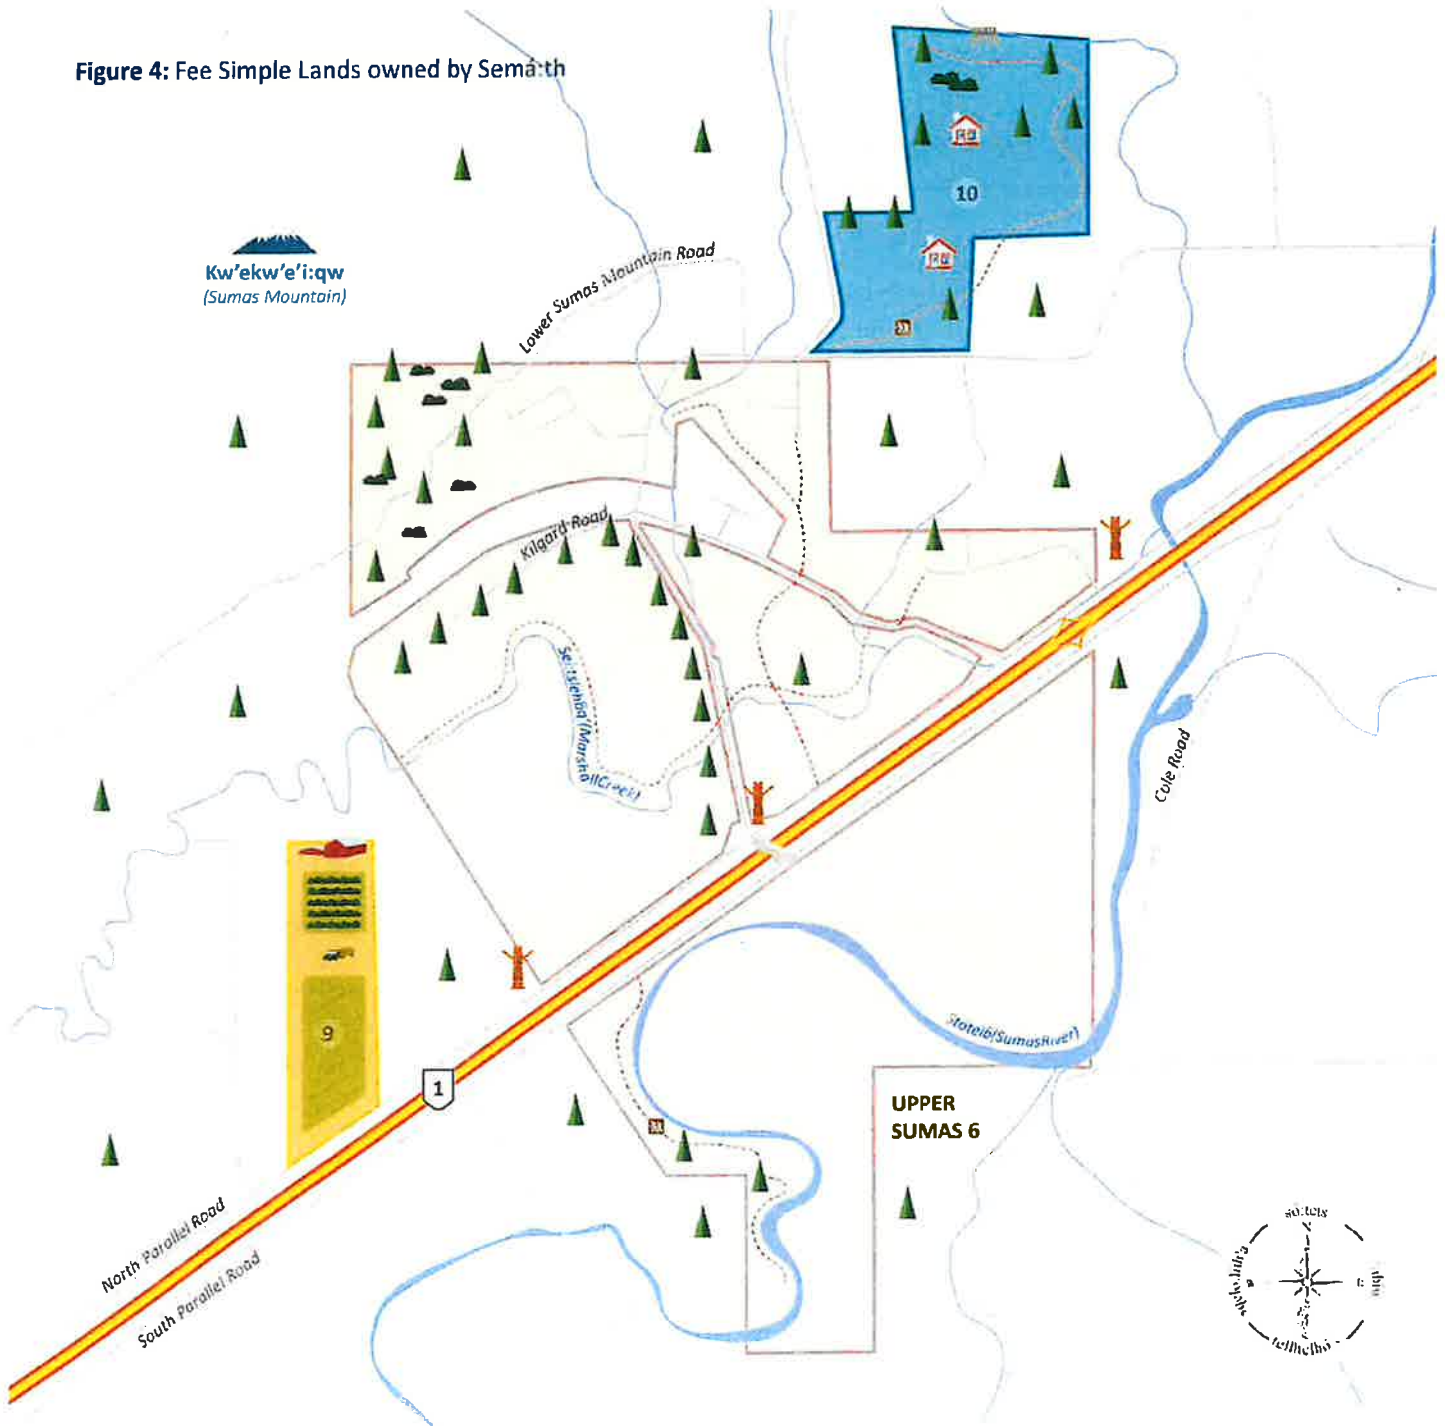 Figure 4: Fee Simple Lands owned by Semá:th
10
Kw'ekw'e'i:qw
(Sumas Mountain)
Lower Sumas Mountain Road
Kilgard Road
Cole Road
9
1
UPPER
SUMAS 6
North Parallel Road
South Parallel Road